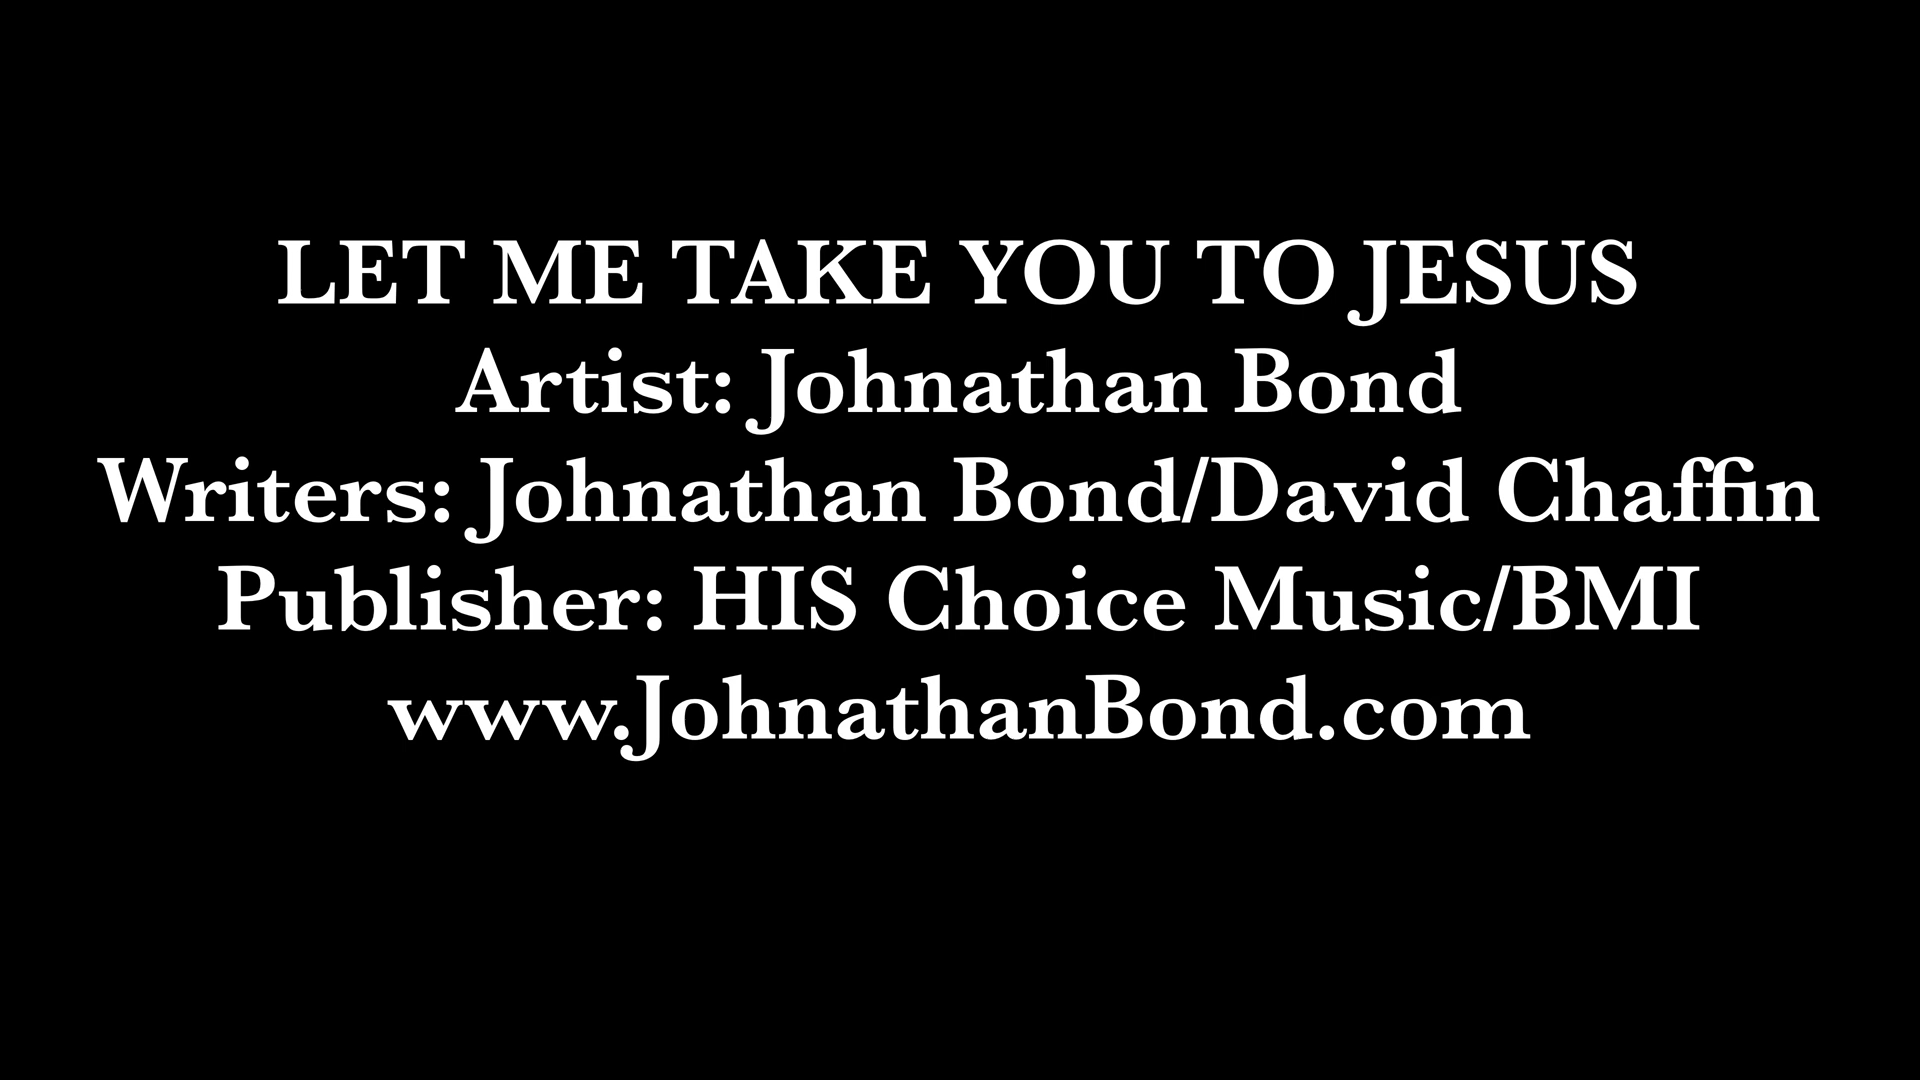 LET ME TAKE YOU TO JESUS
Artist: Johnathan Bond
Writers: Johnathan Bond/David Chaffin
Publisher: HIS Choice Music/BMI
www.JohnathanBond.com